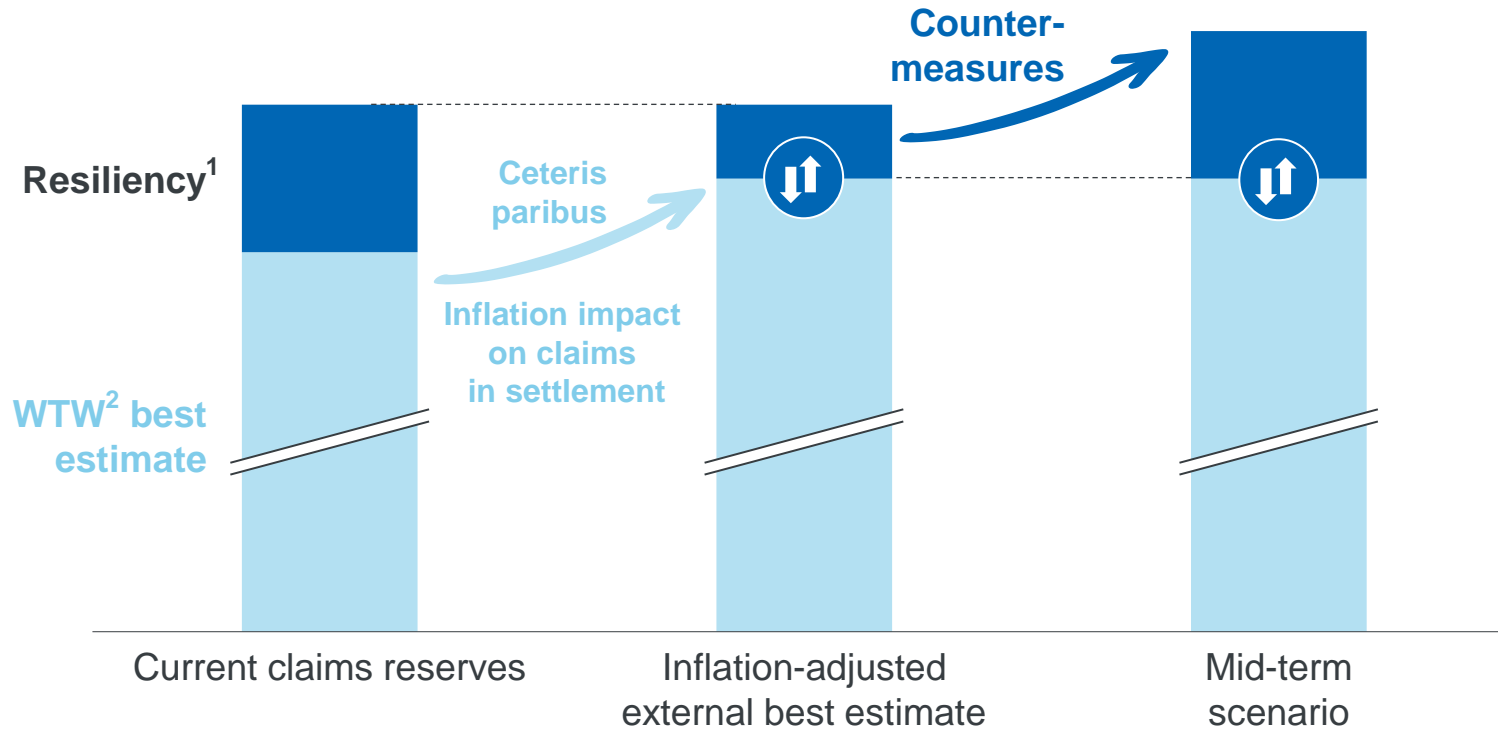 Counter-
measures
Resiliency¹
Ceteris
paribus
Inflation impact
on claims
in settlement
WTW² best
estimate
Current claims reserves
Inflation-adjusted
external best estimate
Mid-term
scenario